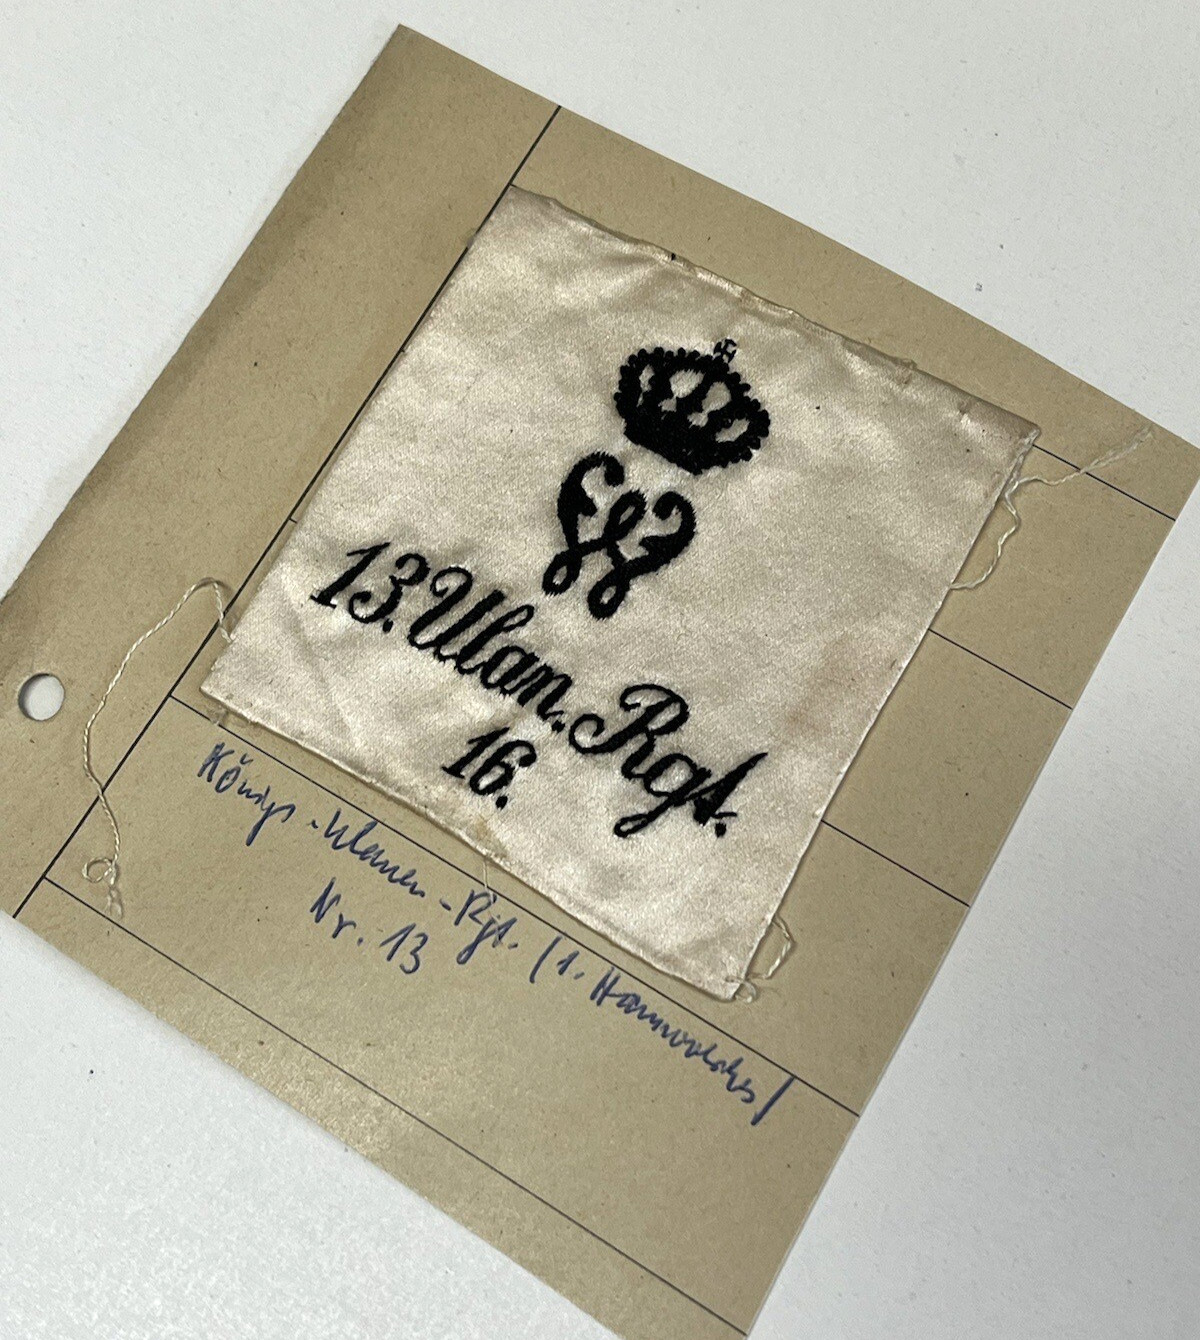 W
13. Ulan. Rgt.
16.
Königs-Ulanen-Rgt. (1. Hannoversches)
Nr. 13